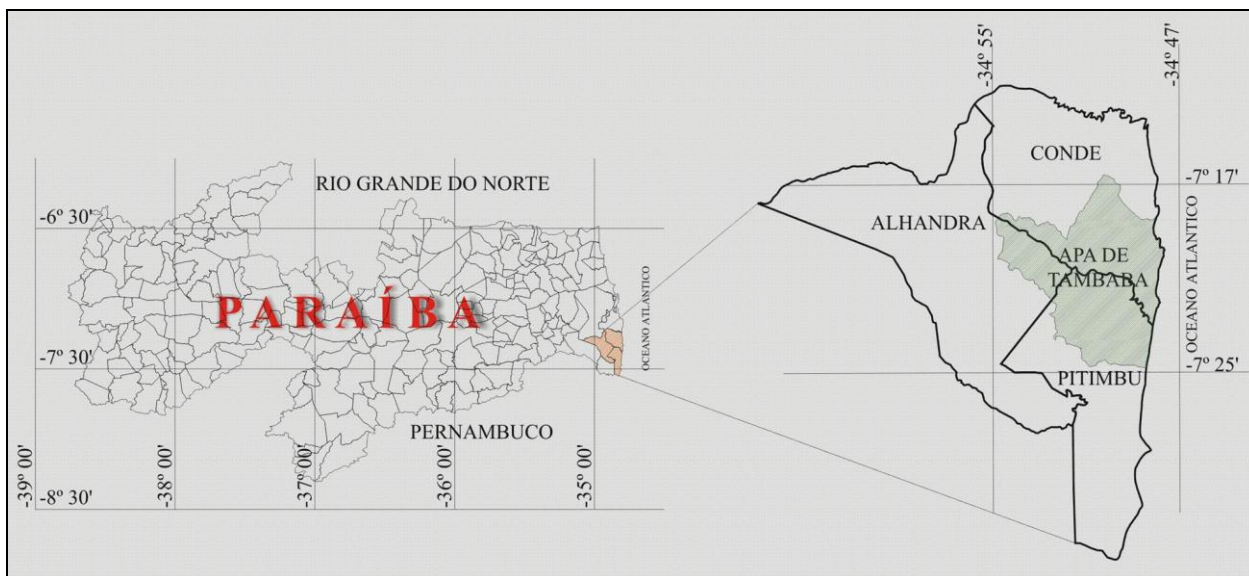 RIO GRANDE DO NORTE
PARAÍBA
PERNAMBUCO
OCEANO ATLÂNTICO
-6º 30'
-7º 30'
-8º 30'
-39º 00'
-38º 00'
-37º 00'
-36º 00'
-35º 00'
-34º 55'
-34º 47'
CONDE
-7º 17'
ALHANDRA
APA DE
TAMBABA
OCEANO ATLANTICO
PITIMBU
-7º 25'